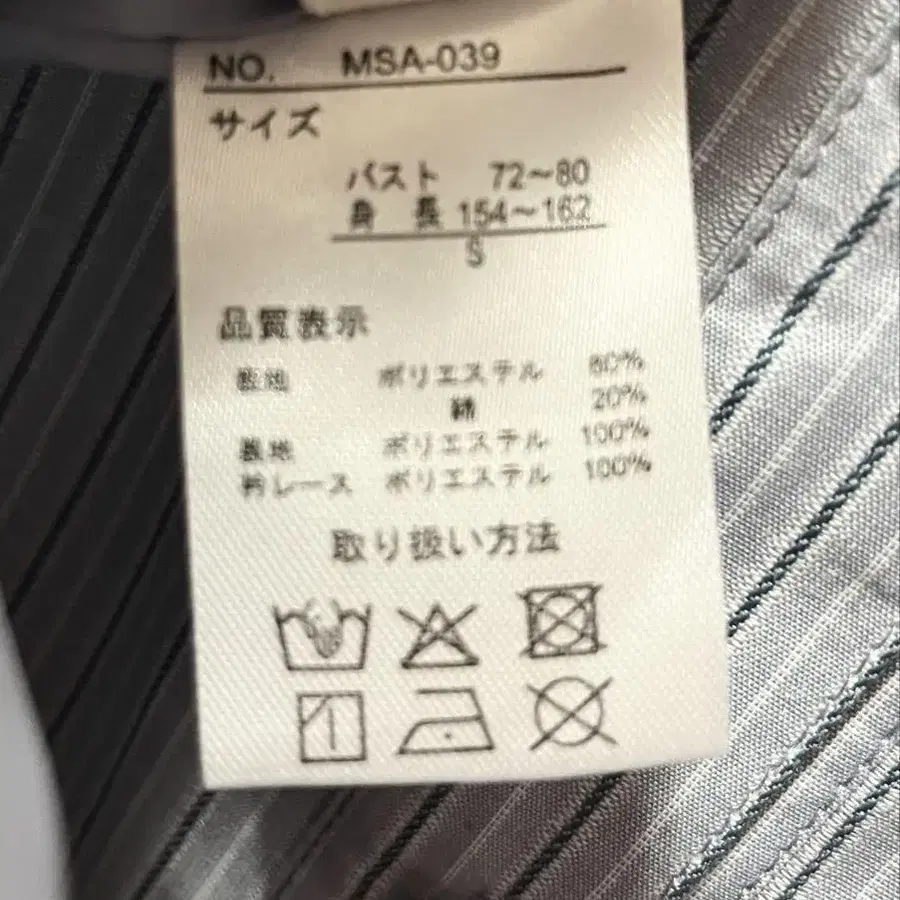 NO. MSA-039
サイズ
バスト 72～80
身 長 154～162
S
品質表示
表地 ポリエステル 80%
綿 20%
裏地 ポリエステル 100%
衿レース ポリエステル 100%
取り扱い方法